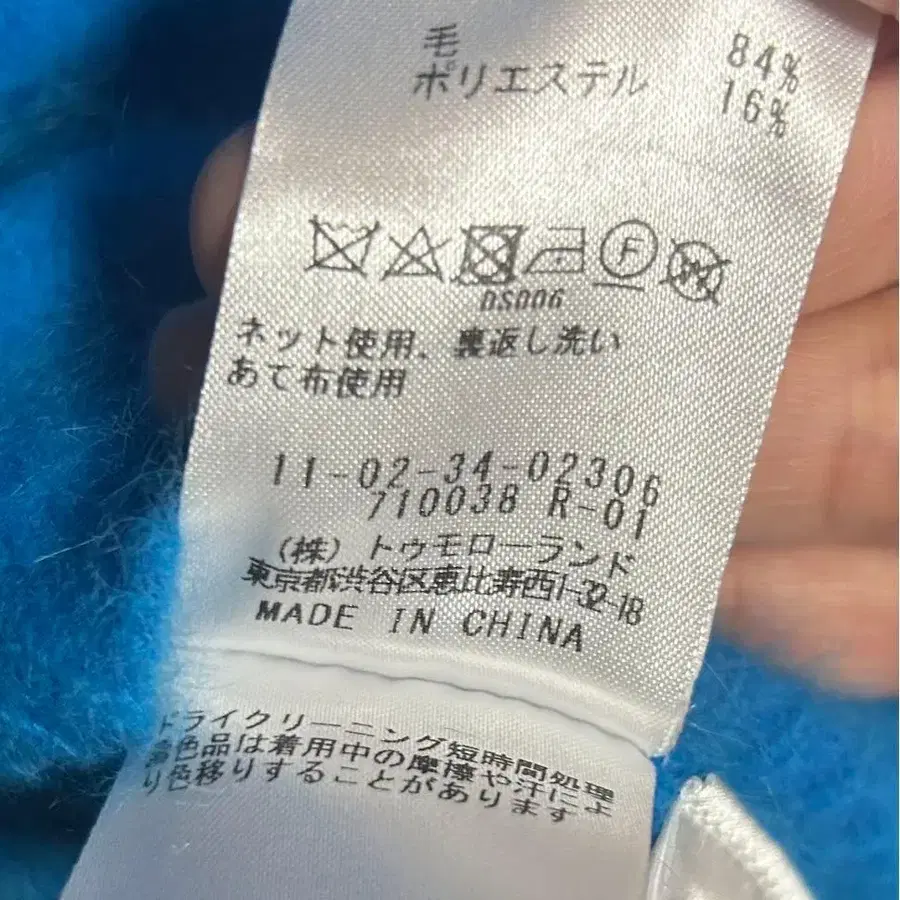 毛 84%
ポリエステル 16%
F
W
DS006
ネット使用、裏返し洗い
あて布使用
11-02-34-02306
710038 R-01
(株) トゥモローランド
東京都渋谷区恵比寿西1-32-18
MADE IN CHINA
ドライクリーニング短時間処理
濃色品は着用中の摩擦や汗によ
り色移りすることがあります